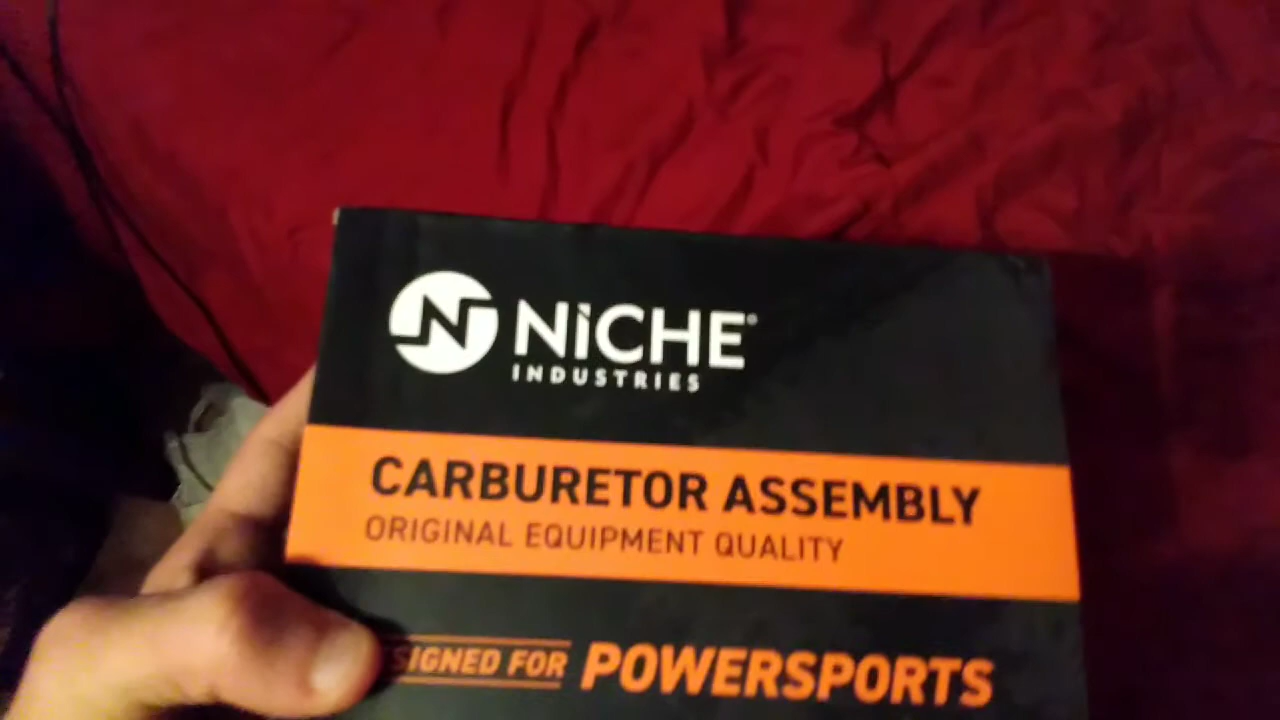 N NiCHE®
INDUSTRIES
CARBURETOR ASSEMBLY
ORIGINAL EQUIPMENT QUALITY
SIGNED FOR POWERSPORTS